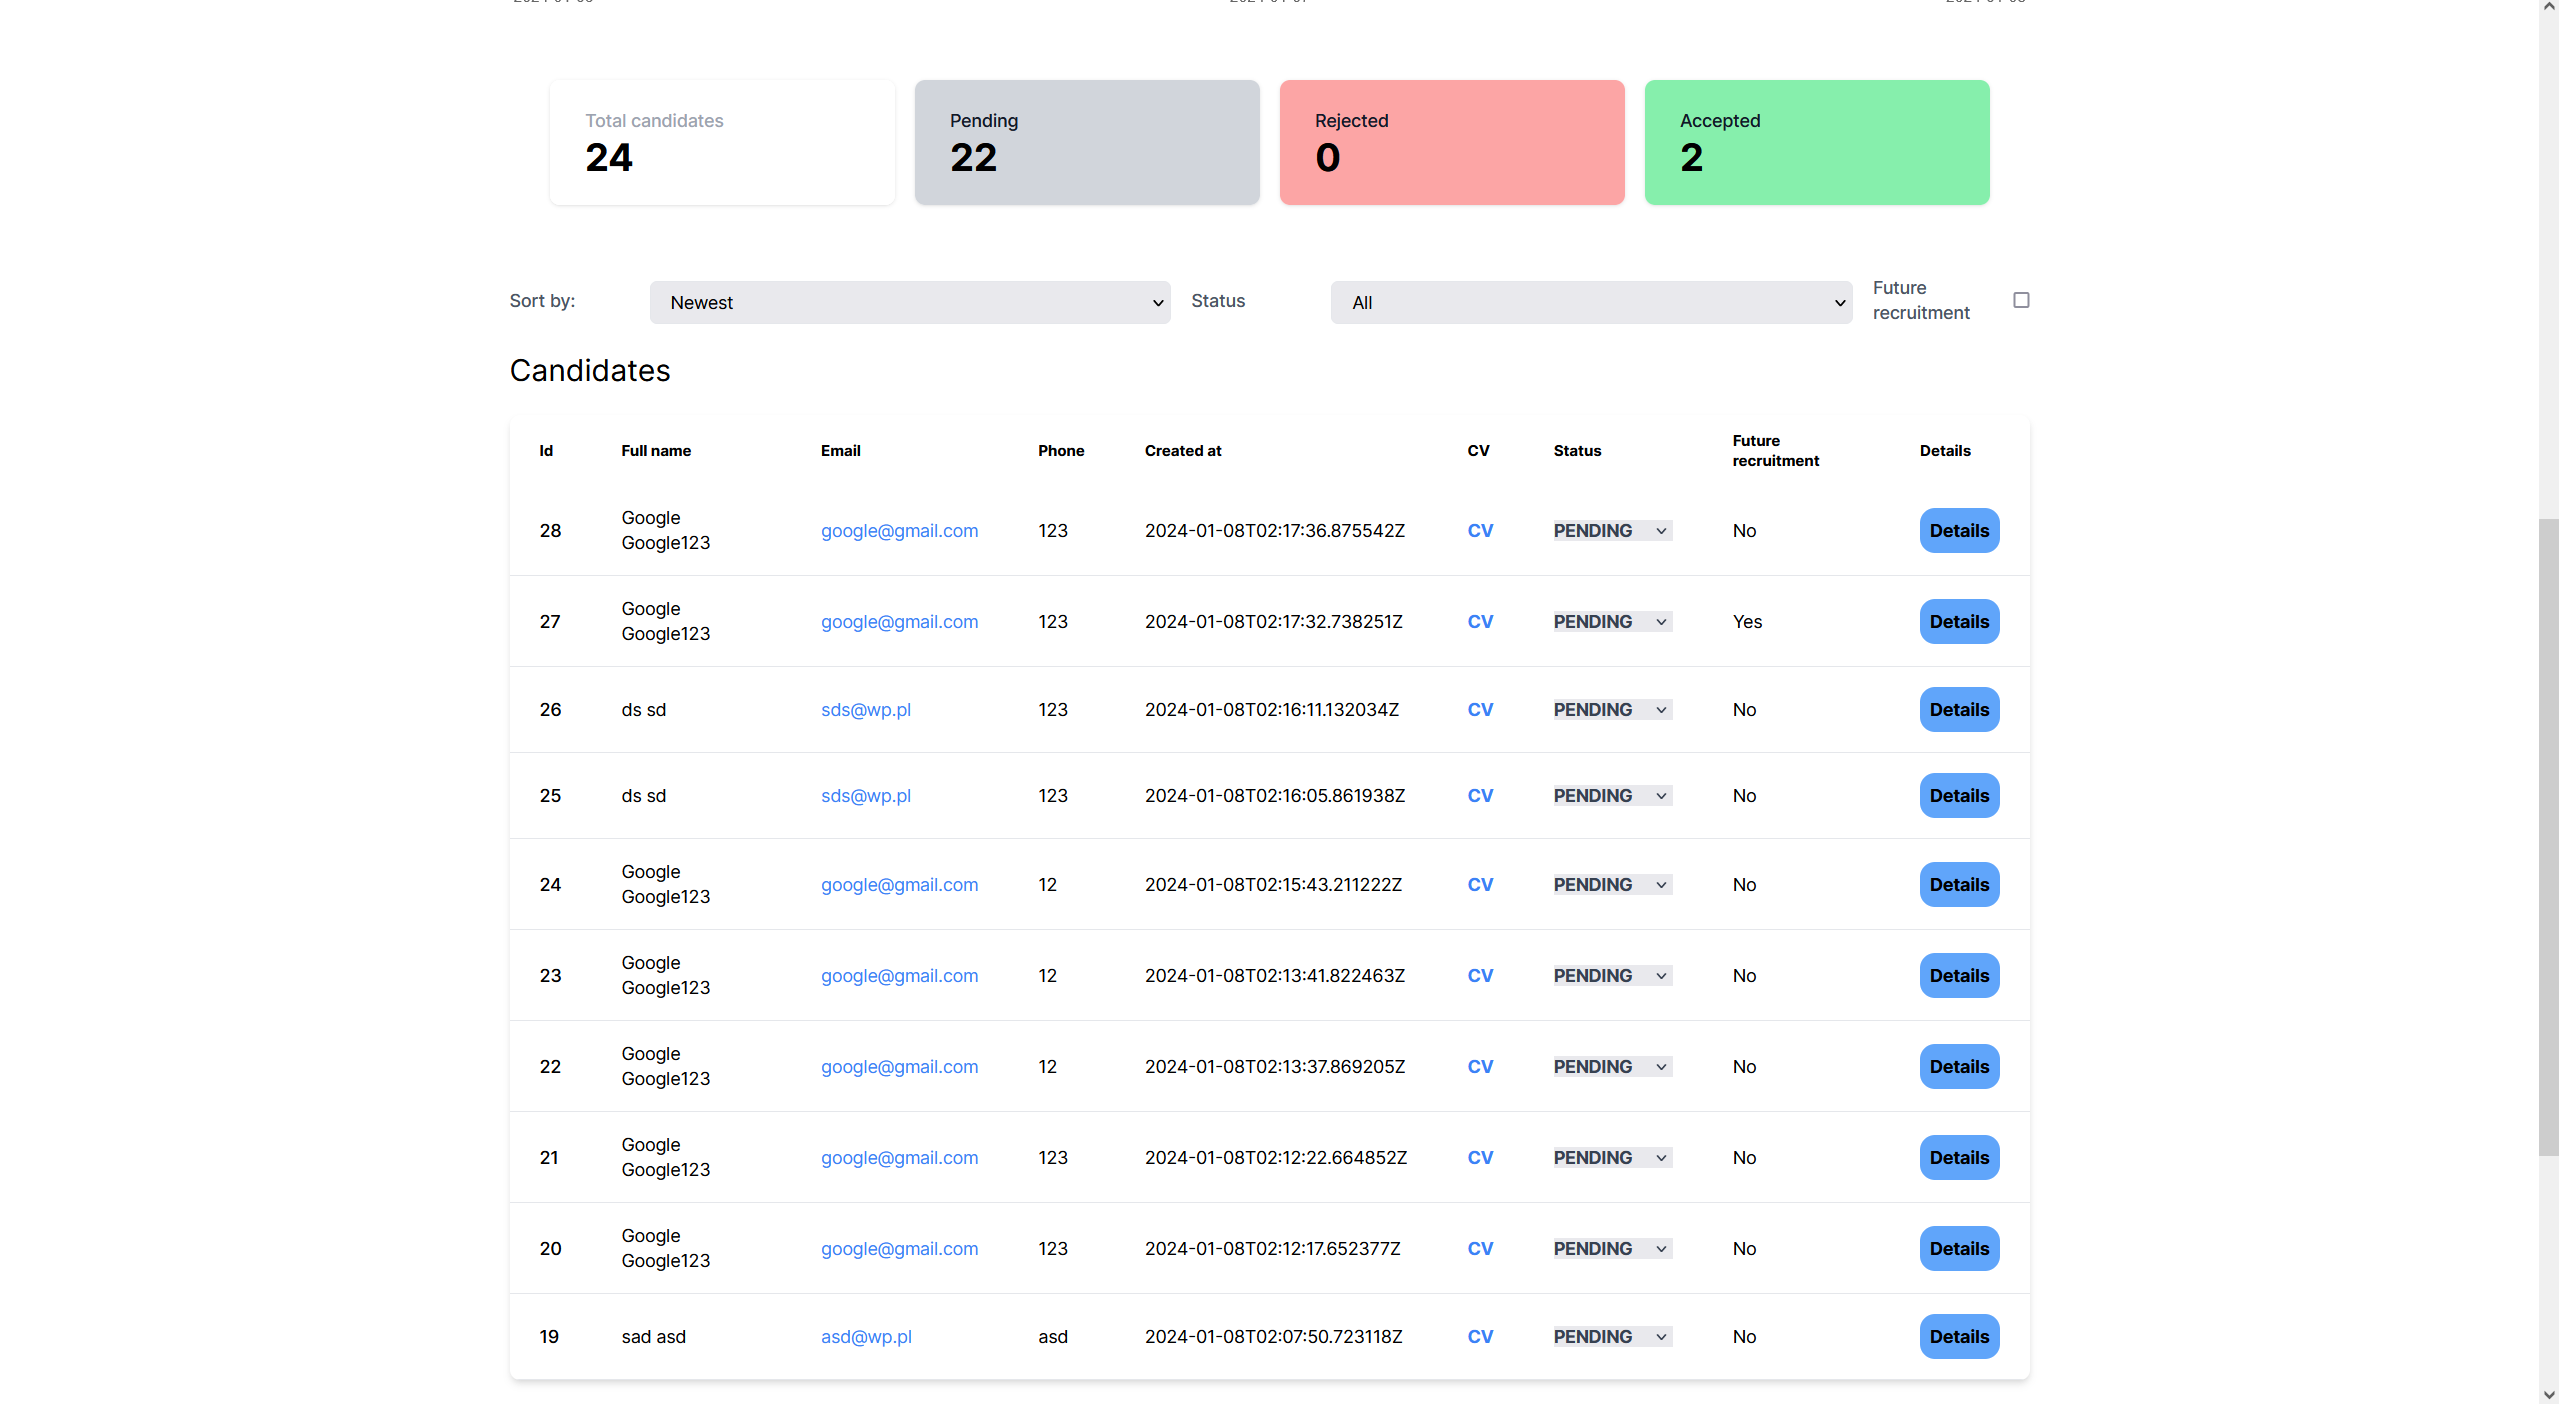 Total candidates
24
Pending
22
Rejected
0
Accepted
2
Sort by:
Newest
Status
All
Future
recruitment
Candidates
Id Full name Email Phone Created at CV Status Future recruitment Details
28 Google Google123 google@gmail.com 123 2024-01-08T02:17:36.875542Z CV PENDING No Details
27 Google Google123 google@gmail.com 123 2024-01-08T02:17:32.738251Z CV PENDING Yes Details
26 ds sd sds@wp.pl 123 2024-01-08T02:16:11.132034Z CV PENDING No Details
25 ds sd sds@wp.pl 123 2024-01-08T02:16:05.861938Z CV PENDING No Details
24 Google Google123 google@gmail.com 12 2024-01-08T02:15:43.211222Z CV PENDING No Details
23 Google Google123 google@gmail.com 12 2024-01-08T02:13:41.822463Z CV PENDING No Details
22 Google Google123 google@gmail.com 12 2024-01-08T02:13:37.869205Z CV PENDING No Details
21 Google Google123 google@gmail.com 123 2024-01-08T02:12:22.664852Z CV PENDING No Details
20 Google Google123 google@gmail.com 123 2024-01-08T02:12:17.652377Z CV PENDING No Details
19 sad asd asd@wp.pl asd 2024-01-08T02:07:50.723118Z CV PENDING No Details